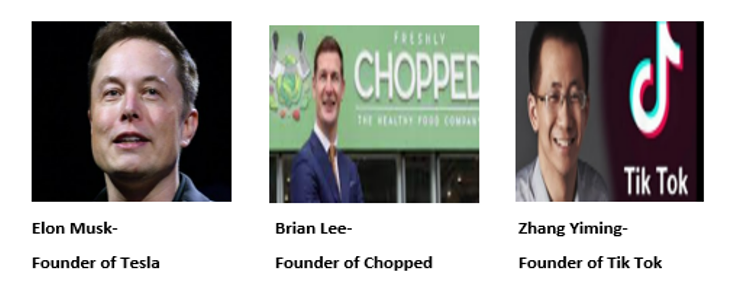 FRESHLY
CHOPPED
THE HEALTHY FOOD COMPANY
Tik Tok
Elon Musk-
Founder of Tesla
Brian Lee-
Founder of Chopped
Zhang Yiming-
Founder of Tik Tok